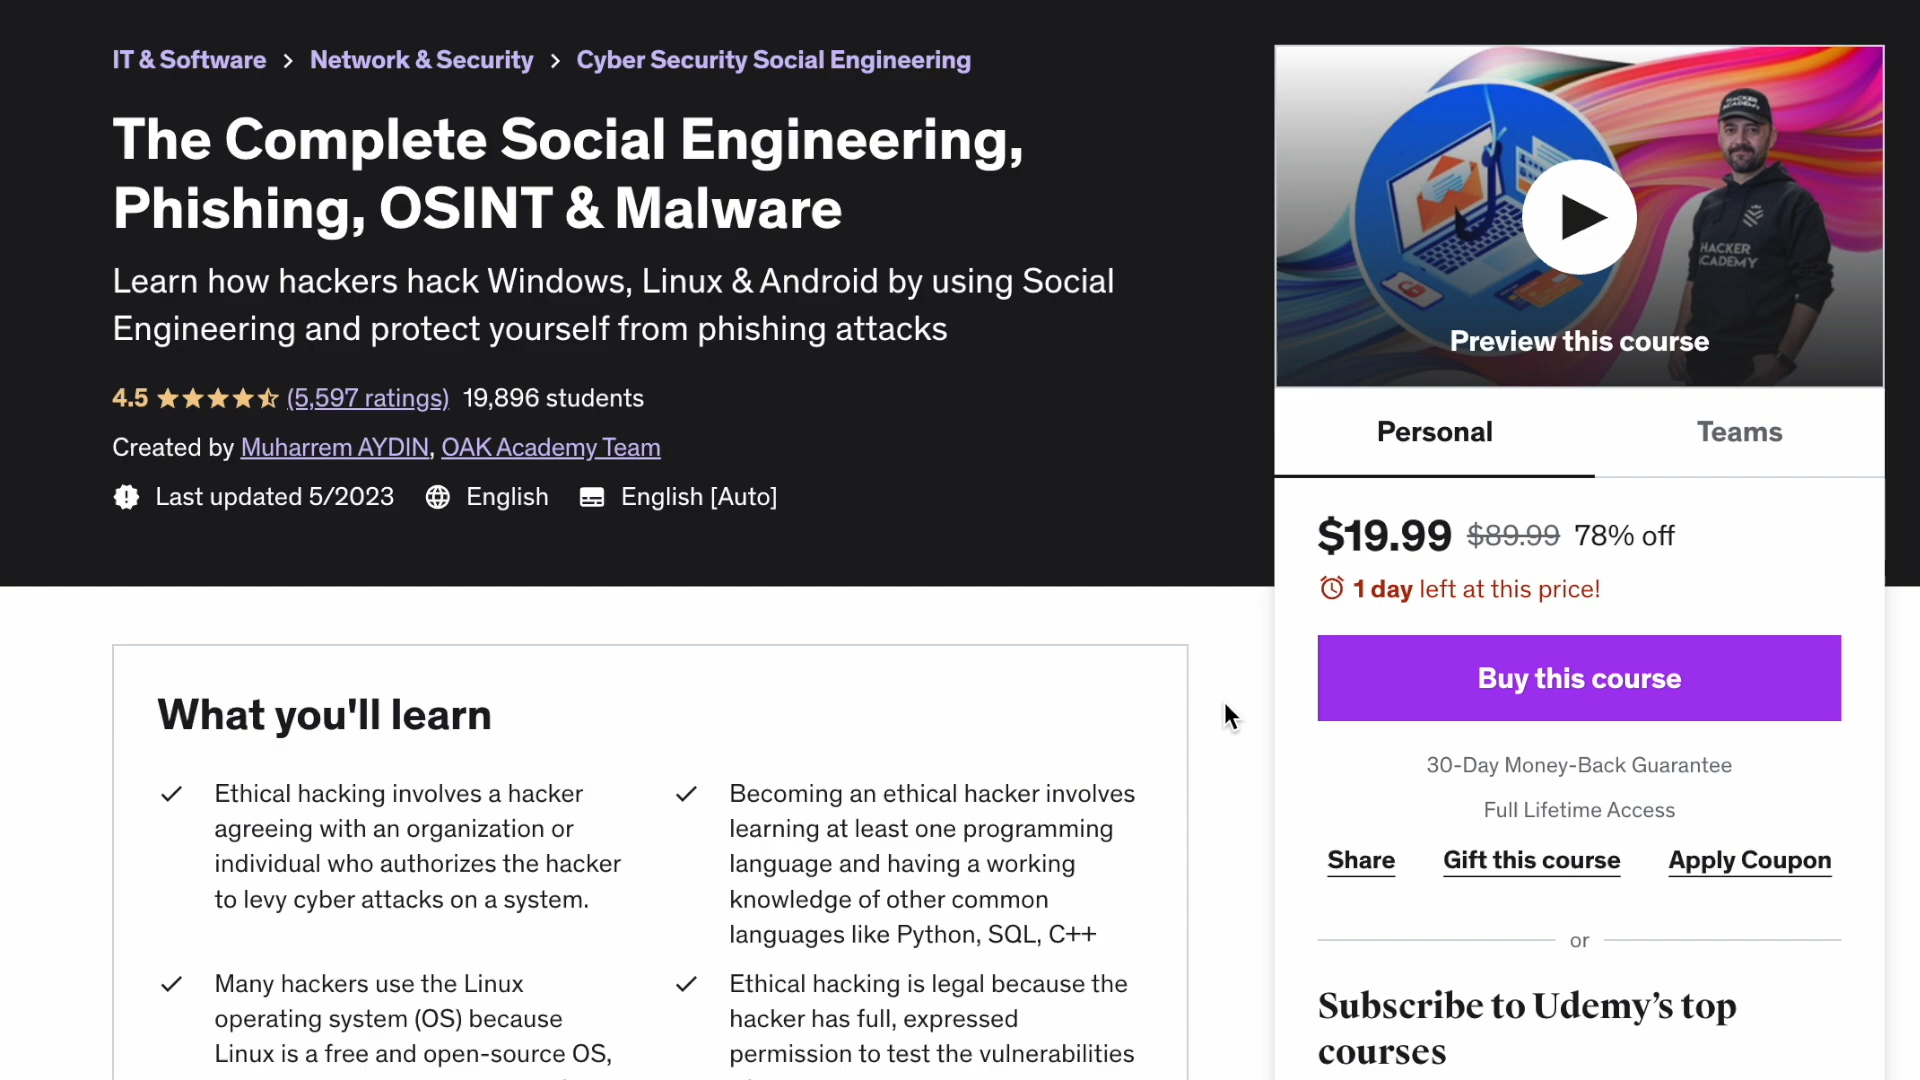 IT & Software > Network & Security > Cyber Security Social Engineering
The Complete Social Engineering,
Phishing, OSINT & Malware
Learn how hackers hack Windows, Linux & Android by using Social
Engineering and protect yourself from phishing attacks
4.5 (5,597 ratings) 19,896 students
Created by Muharrem AYDIN, OAK Academy Team
Last updated 5/2023 English English [Auto]
HACKER
ACADEMY
HACKER
ACADEMY
Preview this course
Personal Teams
$19.99 $89.99 78% off
1 day left at this price!
Buy this course
30-Day Money-Back Guarantee
Full Lifetime Access
Share Gift this course Apply Coupon
or
Subscribe to Udemy's top
courses
What you'll learn
Ethical hacking involves a hacker
agreeing with an organization or
individual who authorizes the hacker
to levy cyber attacks on a system.
Becoming an ethical hacker involves
learning at least one programming
language and having a working
knowledge of other common
languages like Python, SQL, C++
Many hackers use the Linux
operating system (OS) because
Linux is a free and open-source OS,
Ethical hacking is legal because the
hacker has full, expressed
permission to test the vulnerabilities